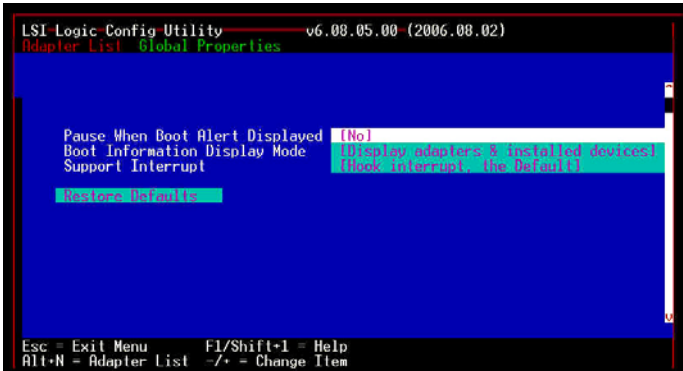 LSI Logic Config Utility v6.08.05.00 (2006.08.02)
Adapter List Global Properties
Pause When Boot Alert Displayed [No]
Boot Information Display Mode [Display adapters & installed devices]
Support Interrupt [Hook interrupt, the Default]
Restore Defaults
Esc = Exit Menu F1/Shift+1 = Help
Alt+N = Adapter List -/+ = Change Item